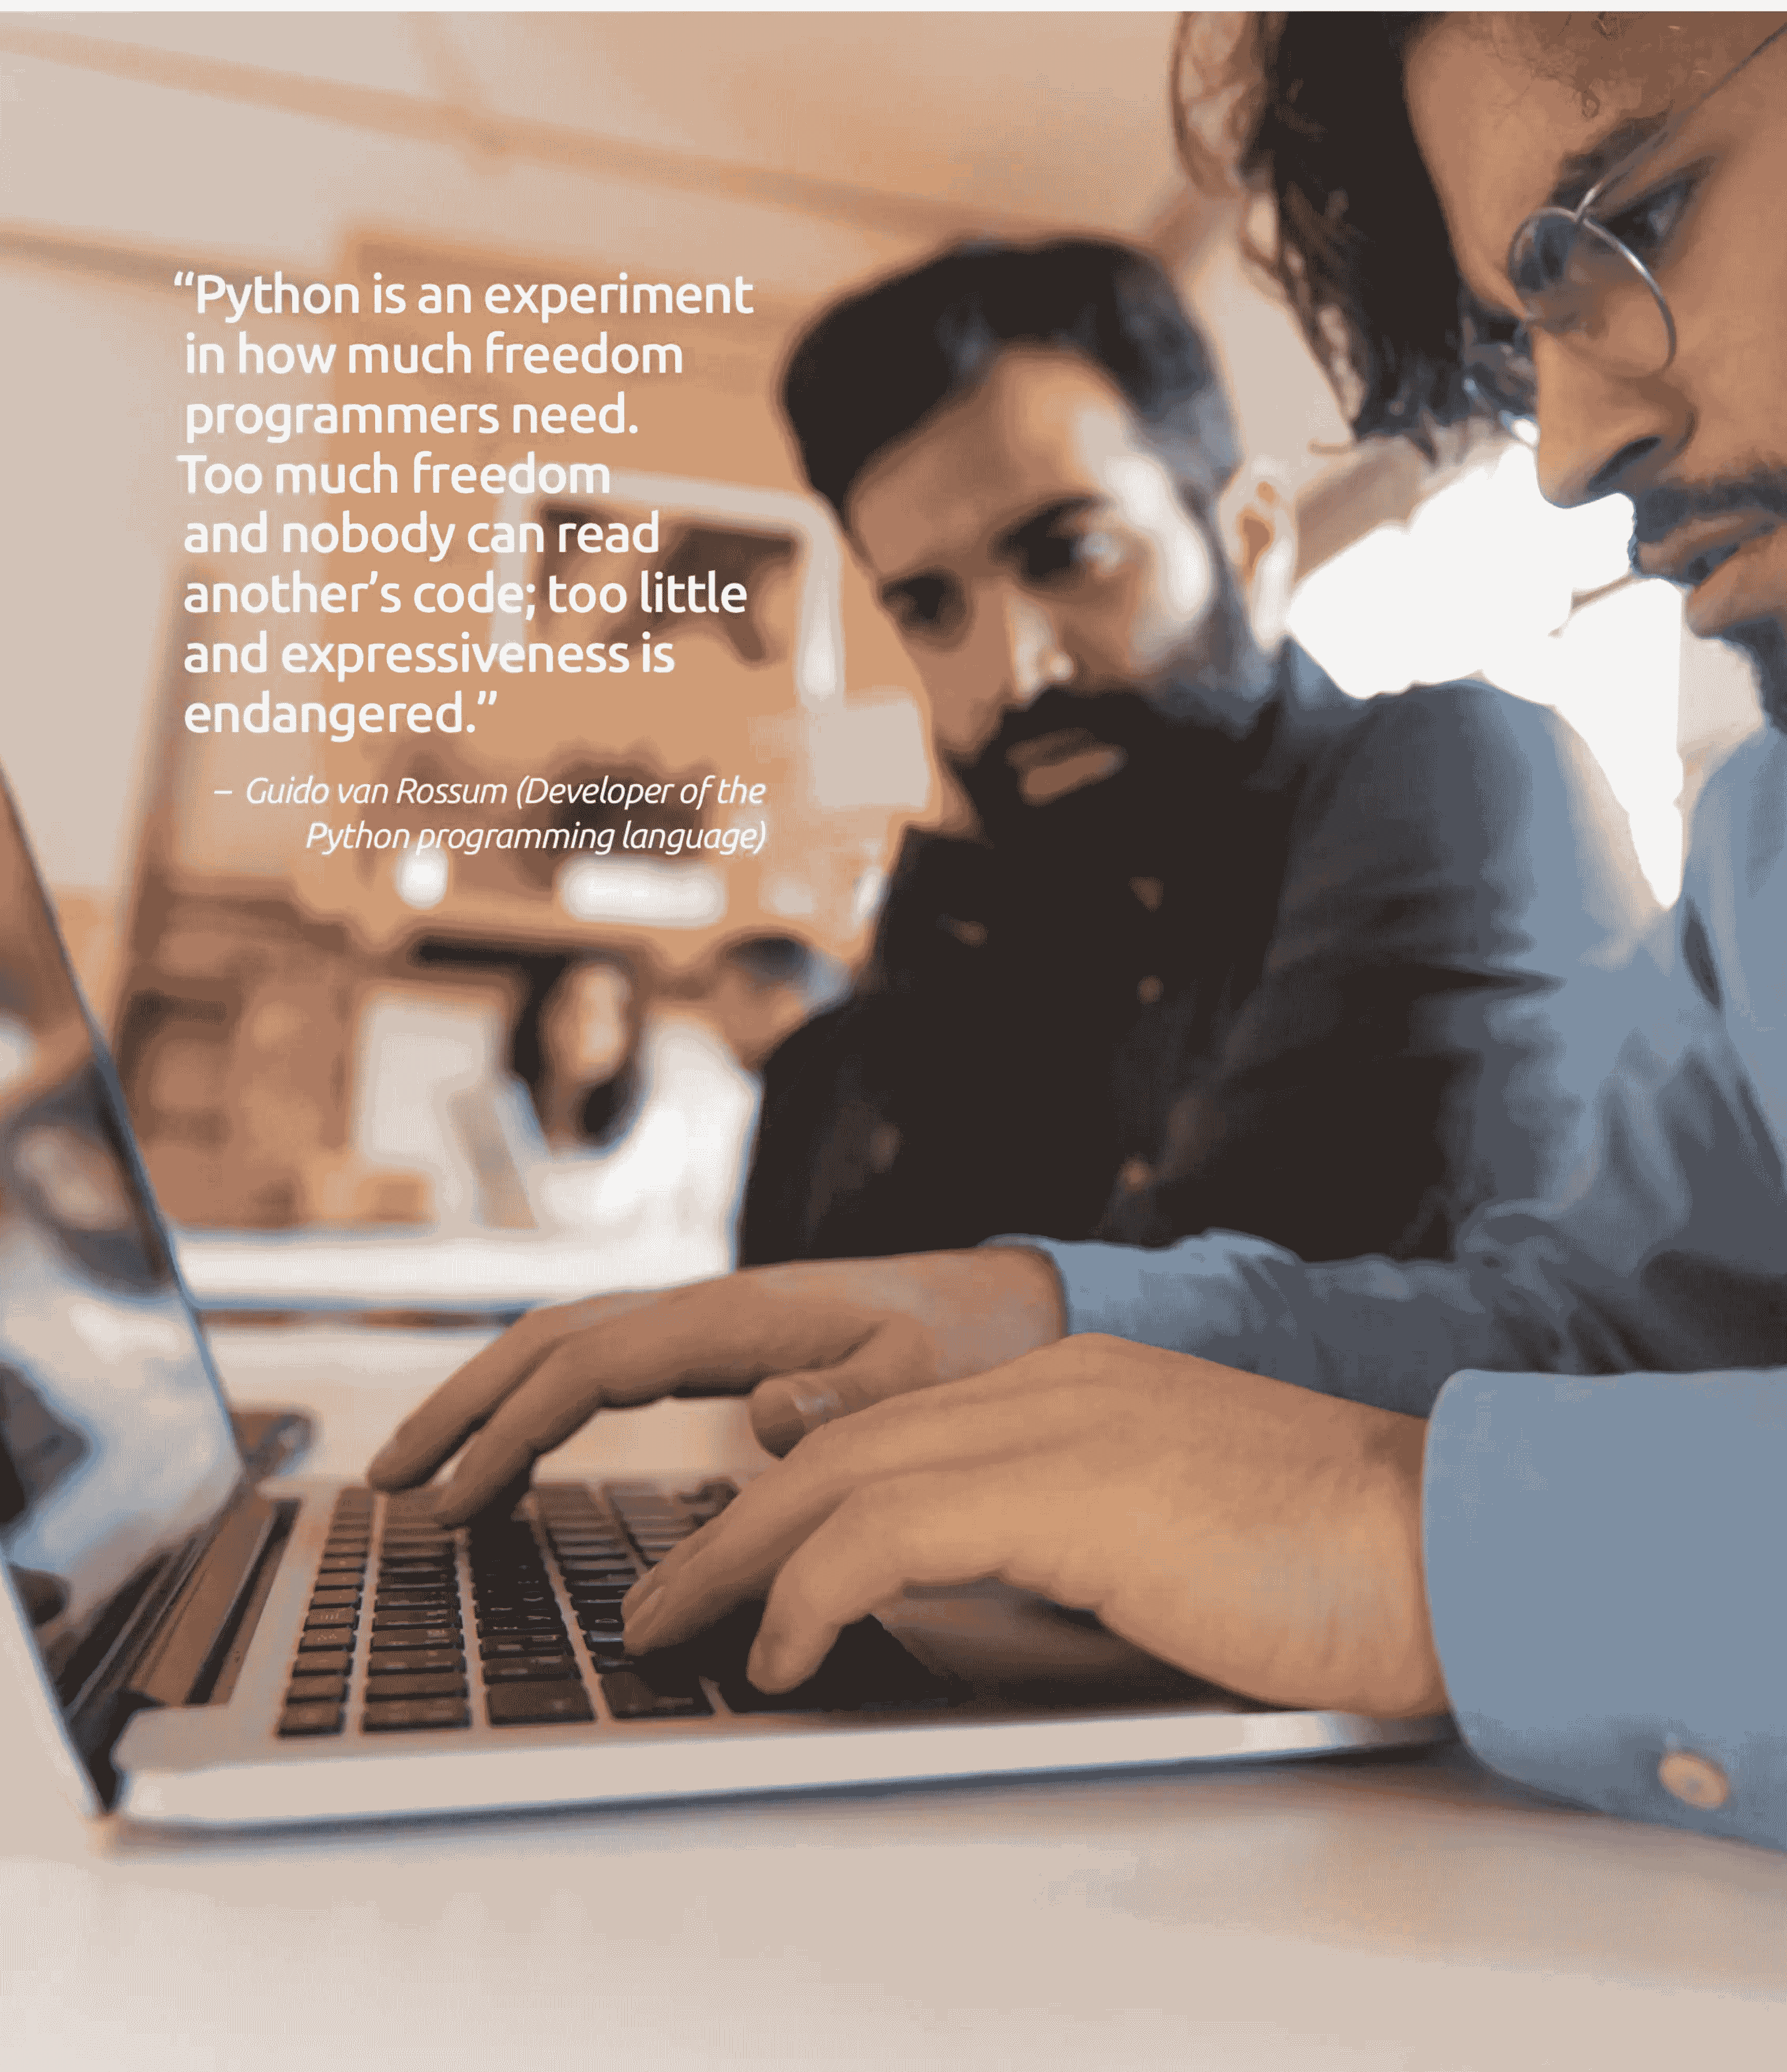 “Python is an experiment
in how much freedom
programmers need.
Too much freedom
and nobody can read
another’s code; too little
and expressiveness is
endangered.”
– Guido van Rossum (Developer of the
Python programming language)